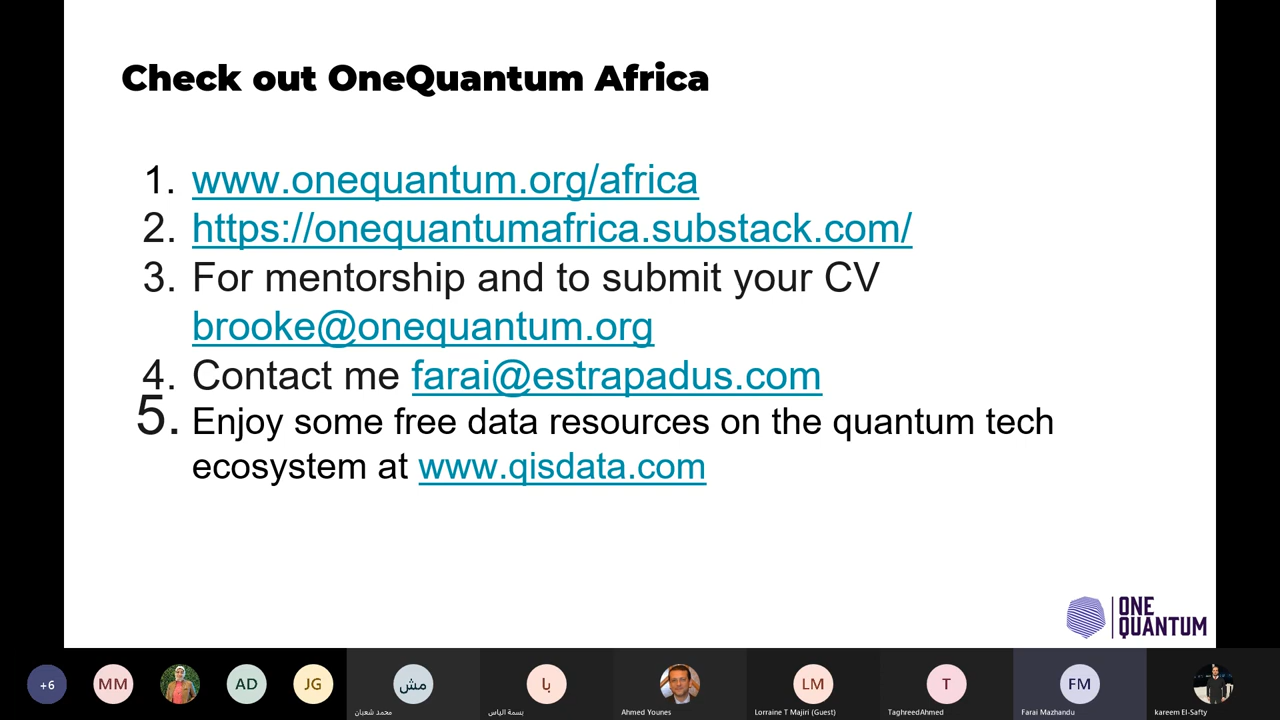 Check out OneQuantum Africa
1. www.onequantum.org/africa
2. https://onequantumafrica.substack.com/
3. For mentorship and to submit your CV
brooke@onequantum.org
4. Contact me farai@estrapadus.com
5. Enjoy some free data resources on the quantum tech
ecosystem at www.qisdata.com
ONE
QUANTUM
+6
MM
AD
JG
مش
با
LM
T
FM
محمد شعبان
بسمة الياس
Ahmed Younes
Lorraine T Majiri (Guest)
TaghreedAhmed
Farai Mazhandu
kareem El-Safty